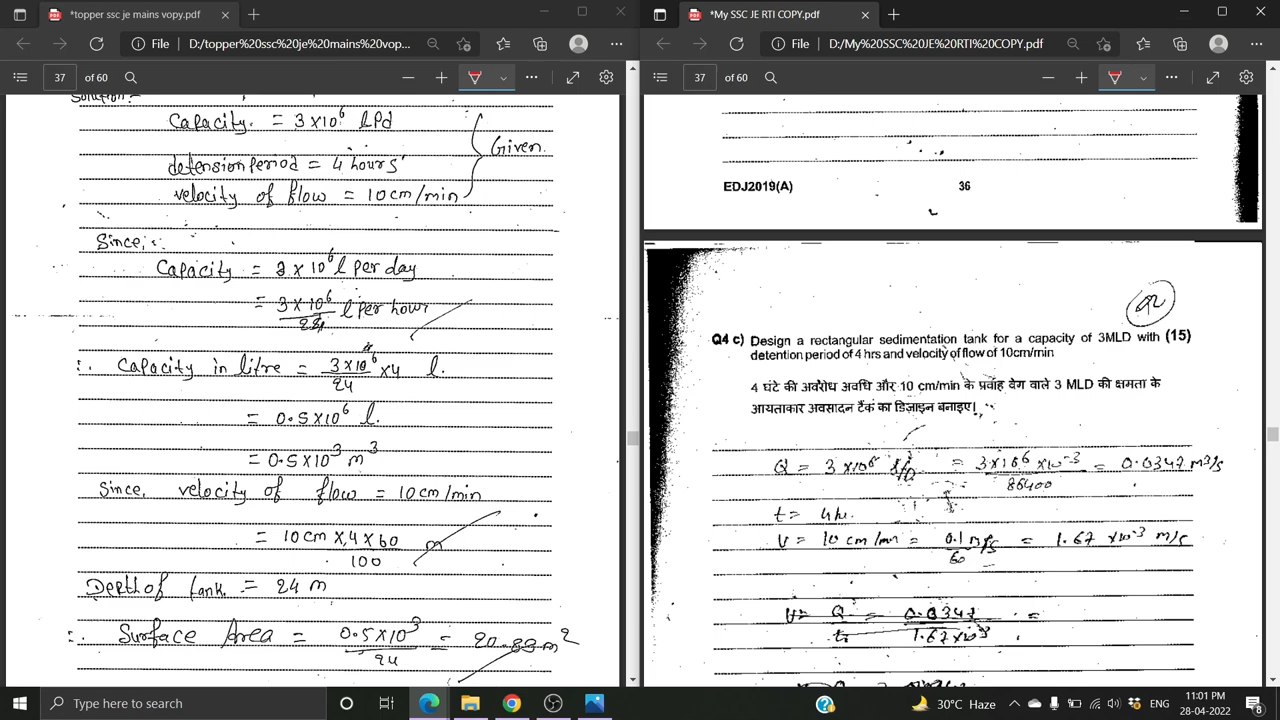 *topper ssc je mains vopy.pdf
File D:/topper%20ssc%20je%20mains%20vop...
37 of 60
Solution:-
Capacity. = 3×10⁶ lPd
detension Period = 4 hours
velocity of flow = 10cm/min
Given.
Since,
Capacity = 3×10⁶ l Per day
= 3×10⁶/24 l Per hour
∴ Capacity in litre = 3×10⁶/24 ×4 l.
= 0.5×10⁶ l.
= 0.5×10³ m³
Since, velocity of flow = 10cm/min
= 10cm×4×60/100 m
Depth of tank = 24 m
∴ Surface Area = 0.5×10³/24 = 20.83m²
*My SSC JE RTI COPY.pdf
File D:/My%20SSC%20JE%20RTI%20COPY.pdf
37 of 60
EDJ2019(A) 36
Q4 c) Design a rectangular sedimentation tank for a capacity of 3MLD with (15)
detention period of 4 hrs and velocity of flow of 10cm/min
4 घंटे की अवरोध अवधि और 10 cm/min के प्रवाह वेग वाले 3 MLD की क्षमता के
आयताकार अवसादन टैंक का डिज़ाइन बनाइए।
Q = 3×10⁶ = 3×10⁶×10⁻³/86400 = 0.0347 m³/s
t = 4hr.
V = 10 cm/min = 0.1/60 m/s = 1.67×10⁻³ m/s
V = Q = 0.0347/1.67×10⁻³ =
Type here to search
30°C Haze
ENG
11:01 PM
28-04-2022
8